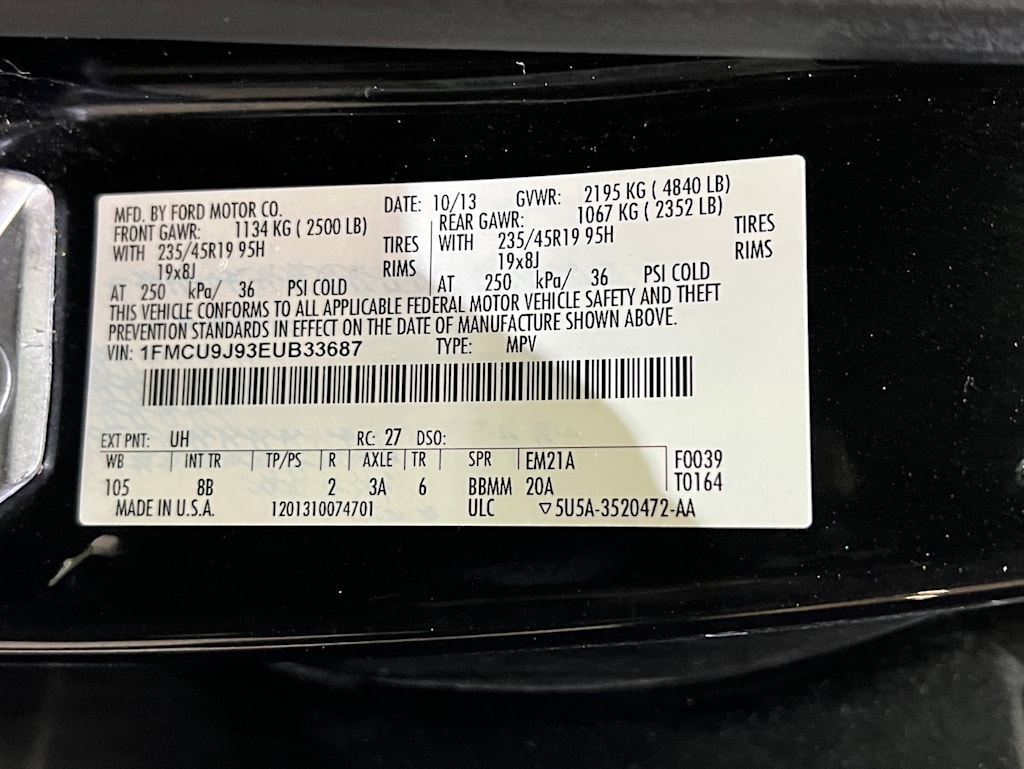 MFD. BY FORD MOTOR CO. DATE: 10/13 GVWR: 2195 KG ( 4840 LB)
FRONT GAWR: 1134 KG ( 2500 LB) REAR GAWR: 1067 KG ( 2352 LB)
WITH 235/45R19 95H TIRES WITH 235/45R19 95H TIRES
19x8J RIMS 19x8J RIMS
AT 250 kPa/ 36 PSI COLD AT 250 kPa/ 36 PSI COLD
THIS VEHICLE CONFORMS TO ALL APPLICABLE FEDERAL MOTOR VEHICLE SAFETY AND THEFT
PREVENTION STANDARDS IN EFFECT ON THE DATE OF MANUFACTURE SHOWN ABOVE.
VIN: 1FMCU9J93EUB33687 TYPE: MPV
EXT PNT: UH RC: 27 DSO:
WB INT TR TP/PS R AXLE TR SPR EM21A F0039
105 8B 2 3A 6 BBMM 20A T0164
MADE IN U.S.A. 1201310074701 ULC ▽5U5A-3520472-AA